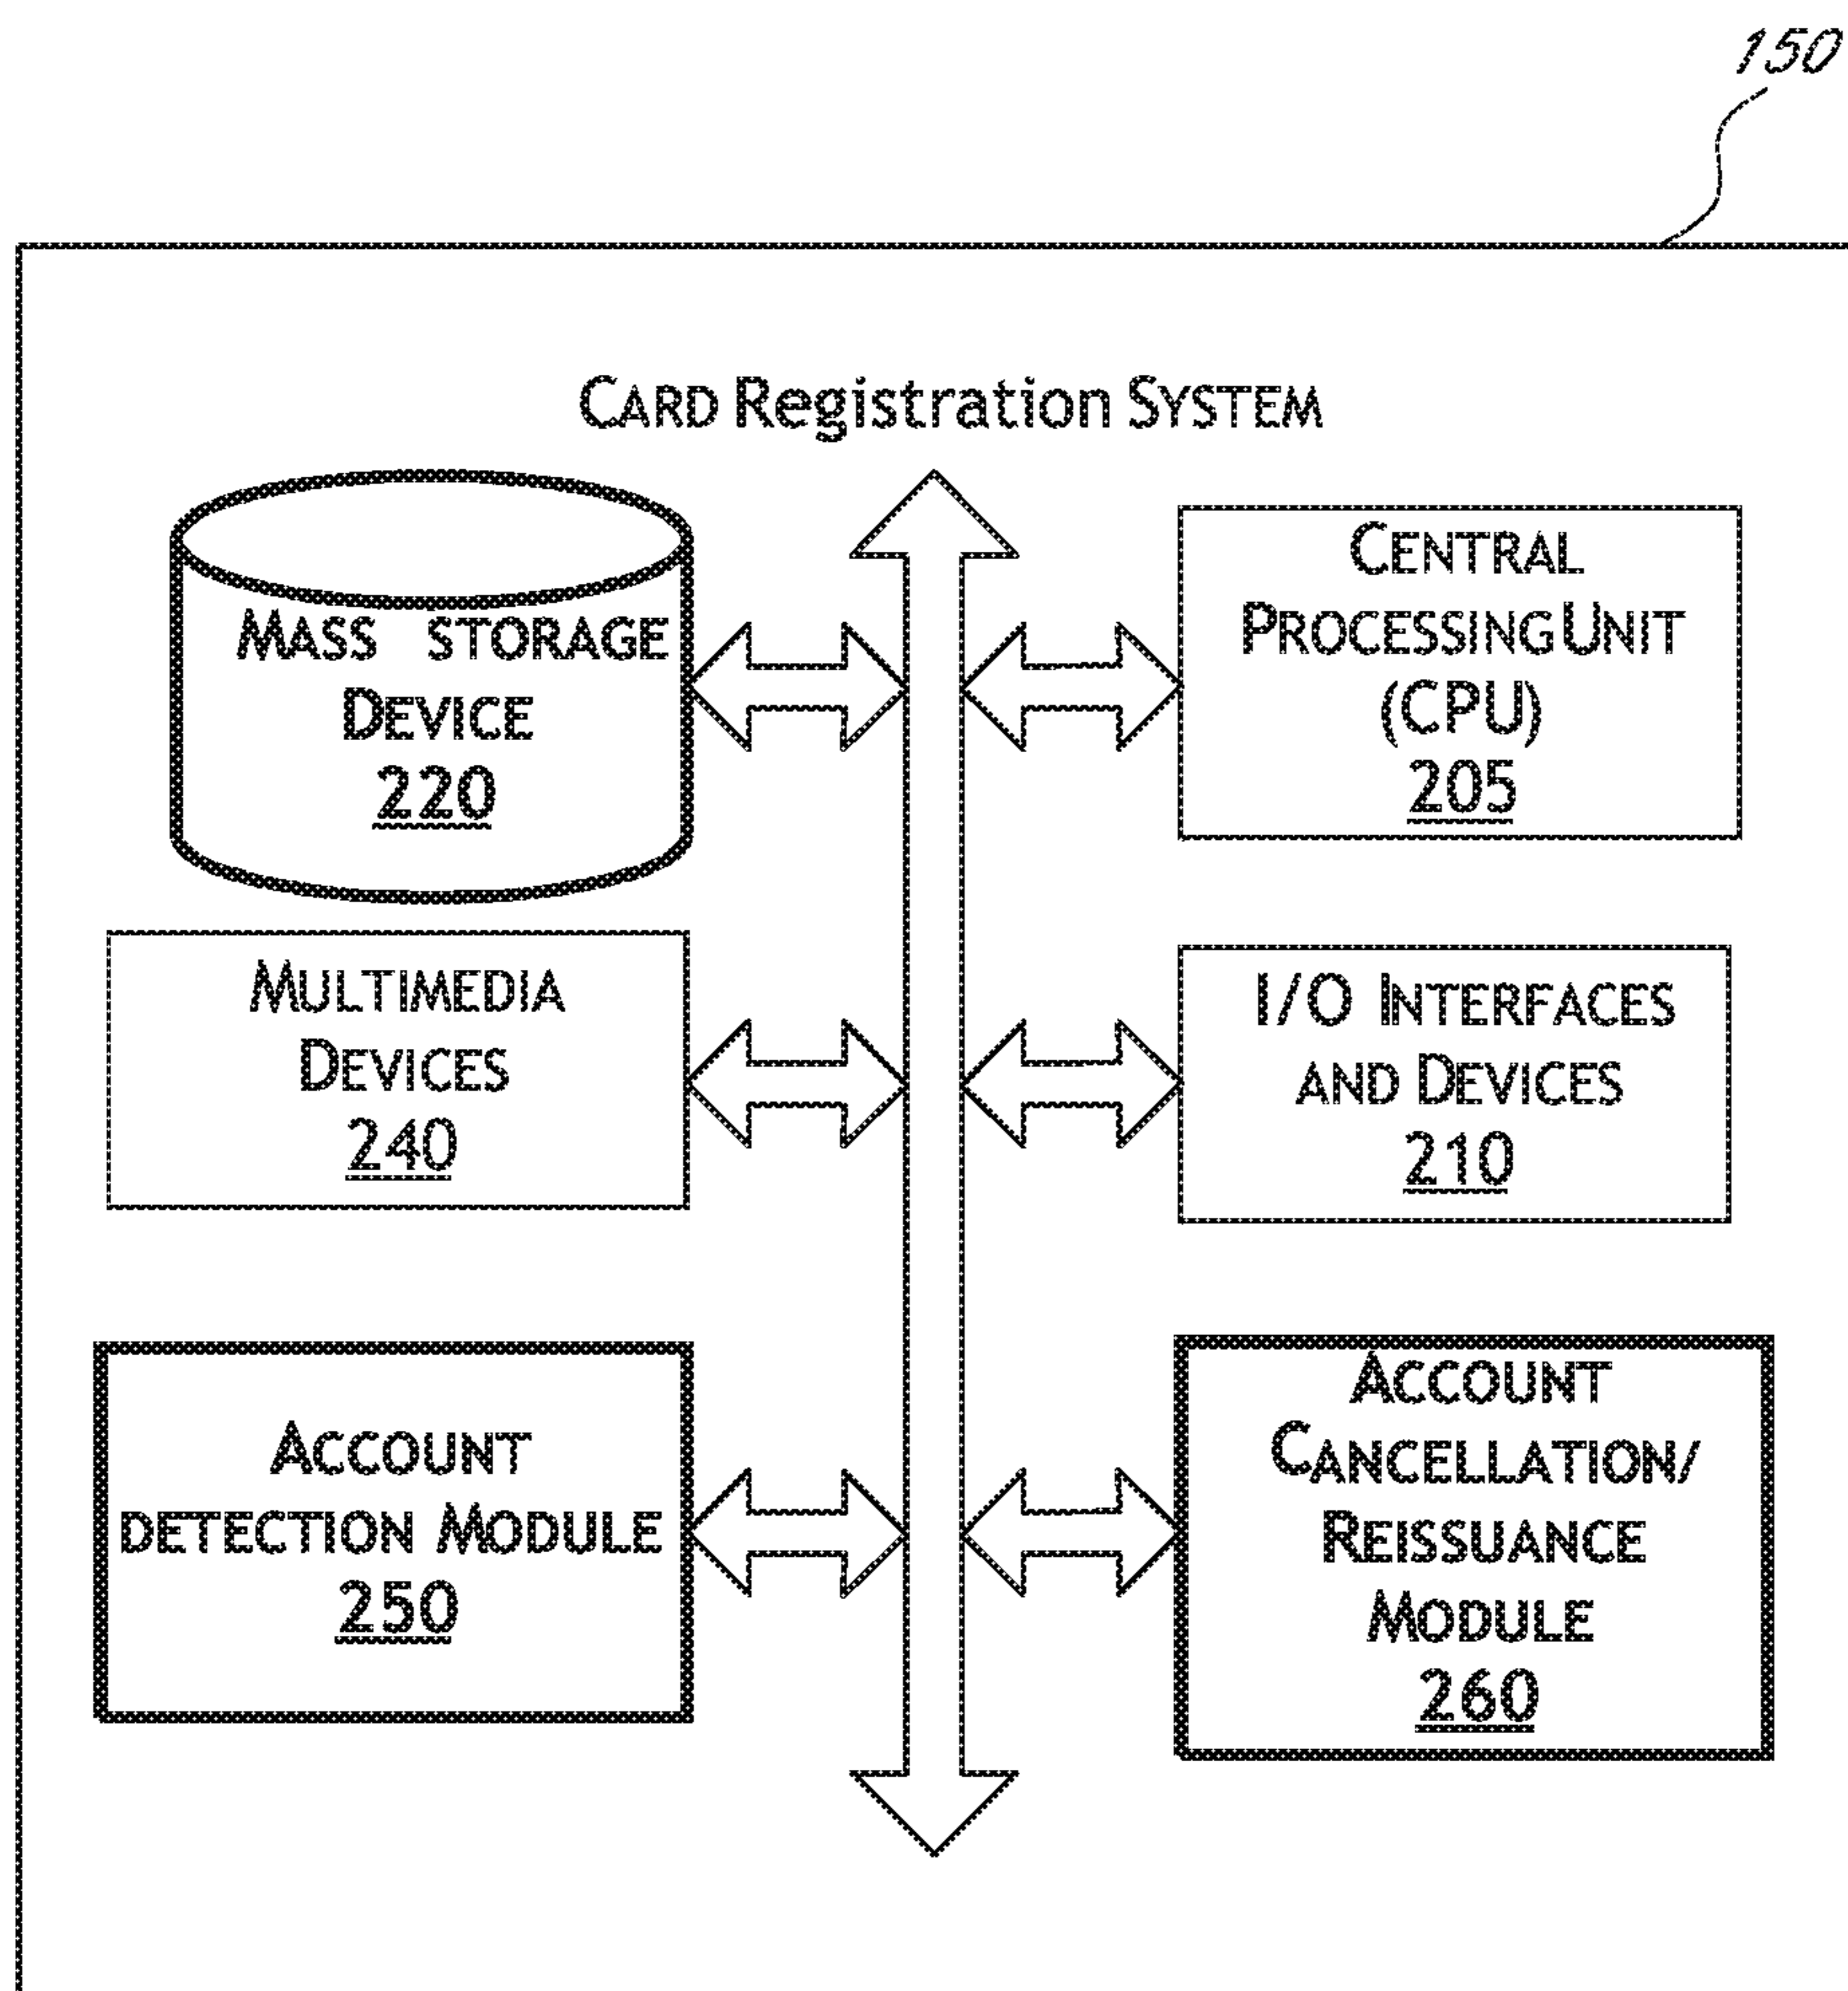 150
CARD Registration SYSTEM
MASS STORAGE
DEVICE
220
CENTRAL
PROCESSING UNIT
(CPU)
205
MULTIMEDIA
DEVICES
240
I/O INTERFACES
AND DEVICES
210
ACCOUNT
DETECTION MODULE
250
ACCOUNT
CANCELLATION/
REISSUANCE
MODULE
260